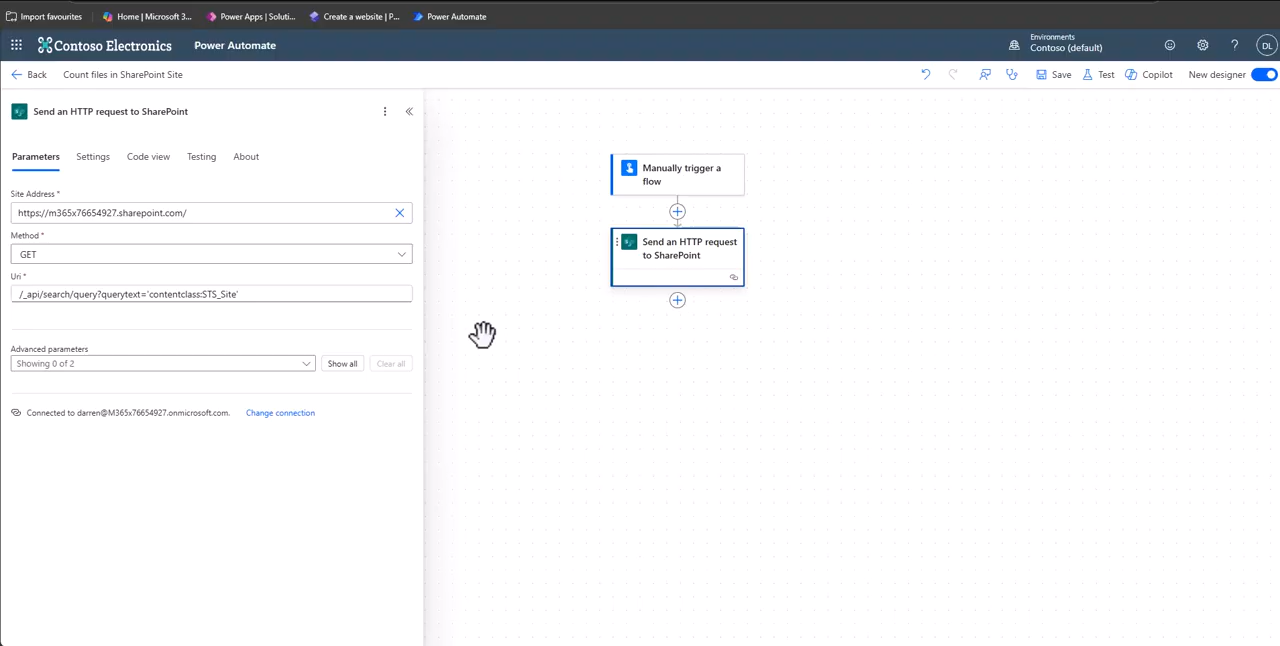 Import favourites
Home | Microsoft 3...
Power Apps | Soluti...
Create a website | P...
Power Automate
Contoso Electronics
Power Automate
Environments
Contoso (default)
DL
Back
Count files in SharePoint Site
Save
Test
Copilot
New designer
Send an HTTP request to SharePoint
Parameters
Settings
Code view
Testing
About
Site Address *
https://m365x76654927.sharepoint.com/
Method *
GET
Uri *
/_api/search/query?querytext='contentclass:STS_Site'
Advanced parameters
Showing 0 of 2
Show all
Clear all
Connected to darren@M365x76654927.onmicrosoft.com.
Change connection
Manually trigger a
flow
Send an HTTP request
to SharePoint